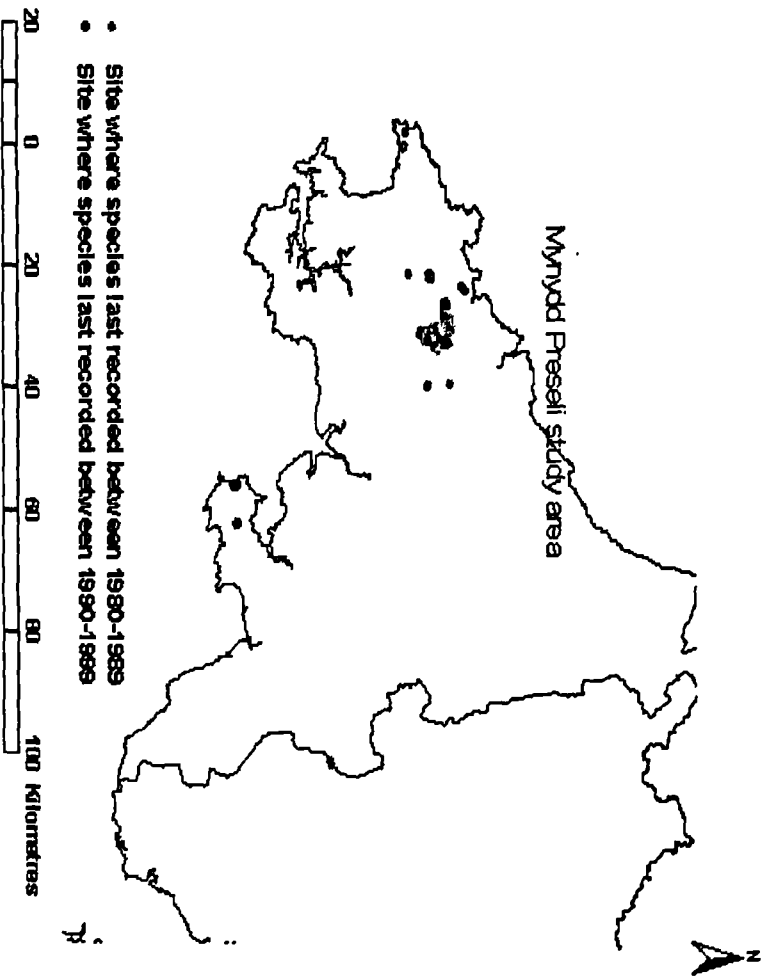 N
Mynydd Preseli study area
• Site where species last recorded between 1980-1989
• Site where species last recorded between 1990-1999
20 0 20 40 60 80 100 Kilometres